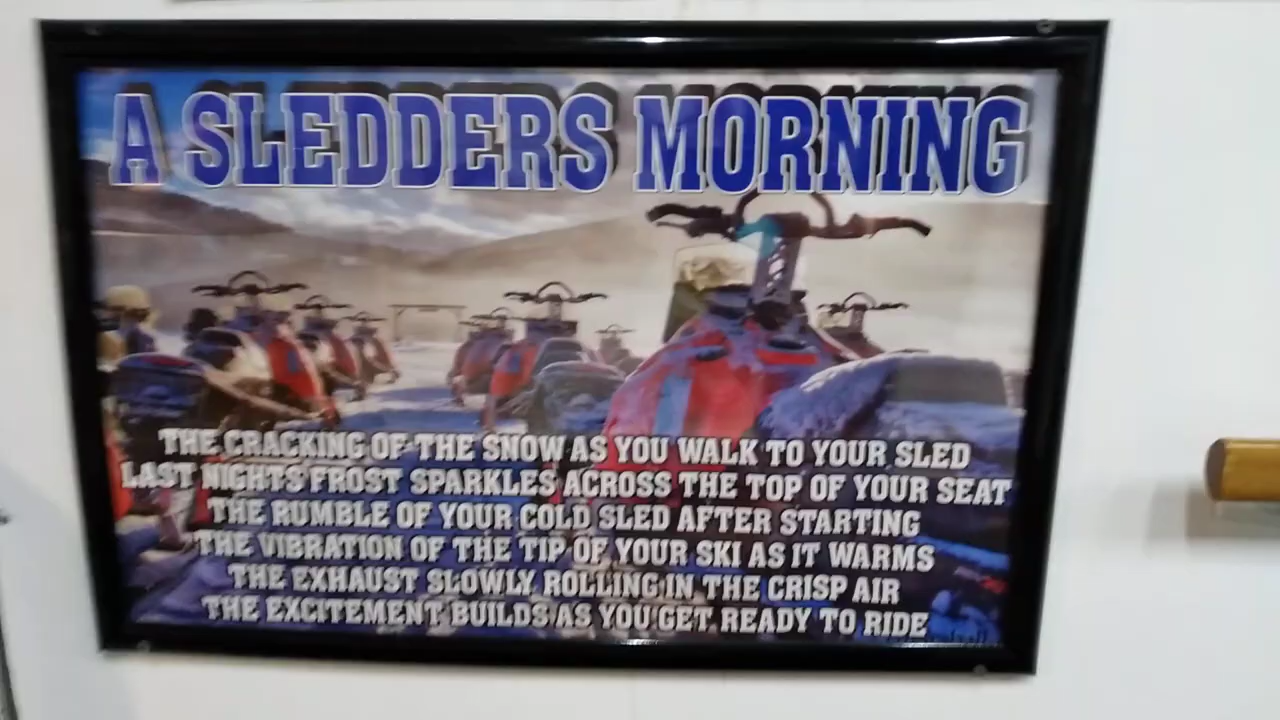 A SLEDDERS MORNING
THE CRACKING OF THE SNOW AS YOU WALK TO YOUR SLED
LAST NIGHTS FROST SPARKLES ACROSS THE TOP OF YOUR SEAT
THE RUMBLE OF YOUR COLD SLED AFTER STARTING
THE VIBRATION OF THE TIP OF YOUR SKI AS IT WARMS
THE EXHAUST SLOWLY ROLLING IN THE CRISP AIR
THE EXCITEMENT BUILDS AS YOU GET READY TO RIDE